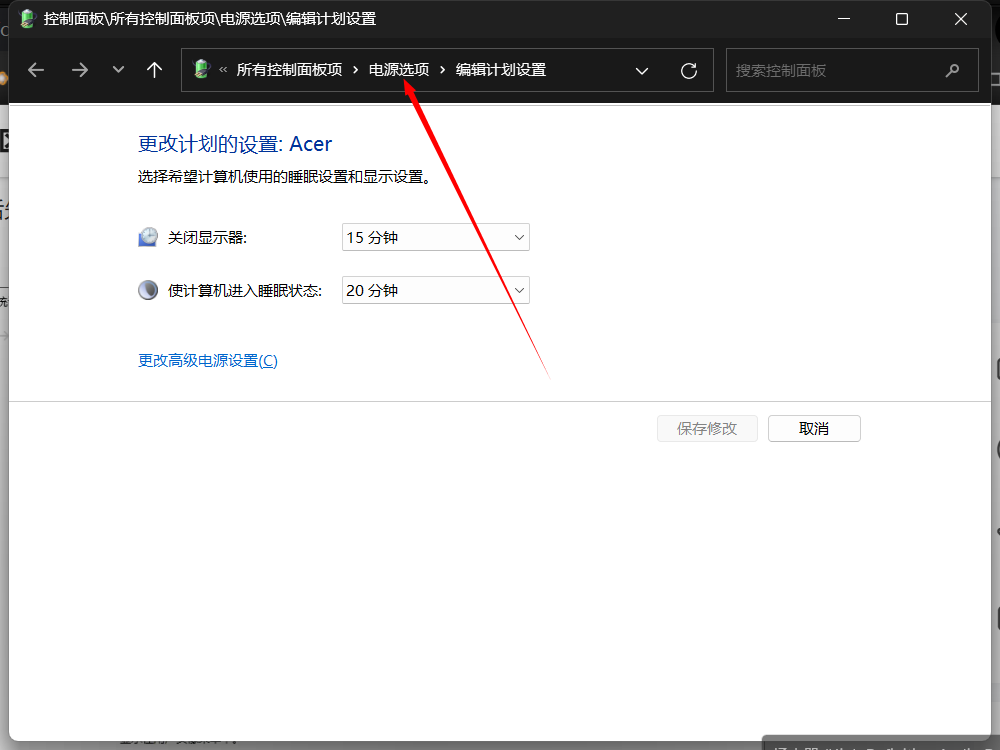 控制面板\所有控制面板项\电源选项\编辑计划设置
« 所有控制面板项 › 电源选项 › 编辑计划设置
搜索控制面板
更改计划的设置: Acer
选择希望计算机使用的睡眠设置和显示设置。
关闭显示器: 15 分钟
使计算机进入睡眠状态: 20 分钟
更改高级电源设置(C)
保存修改 取消